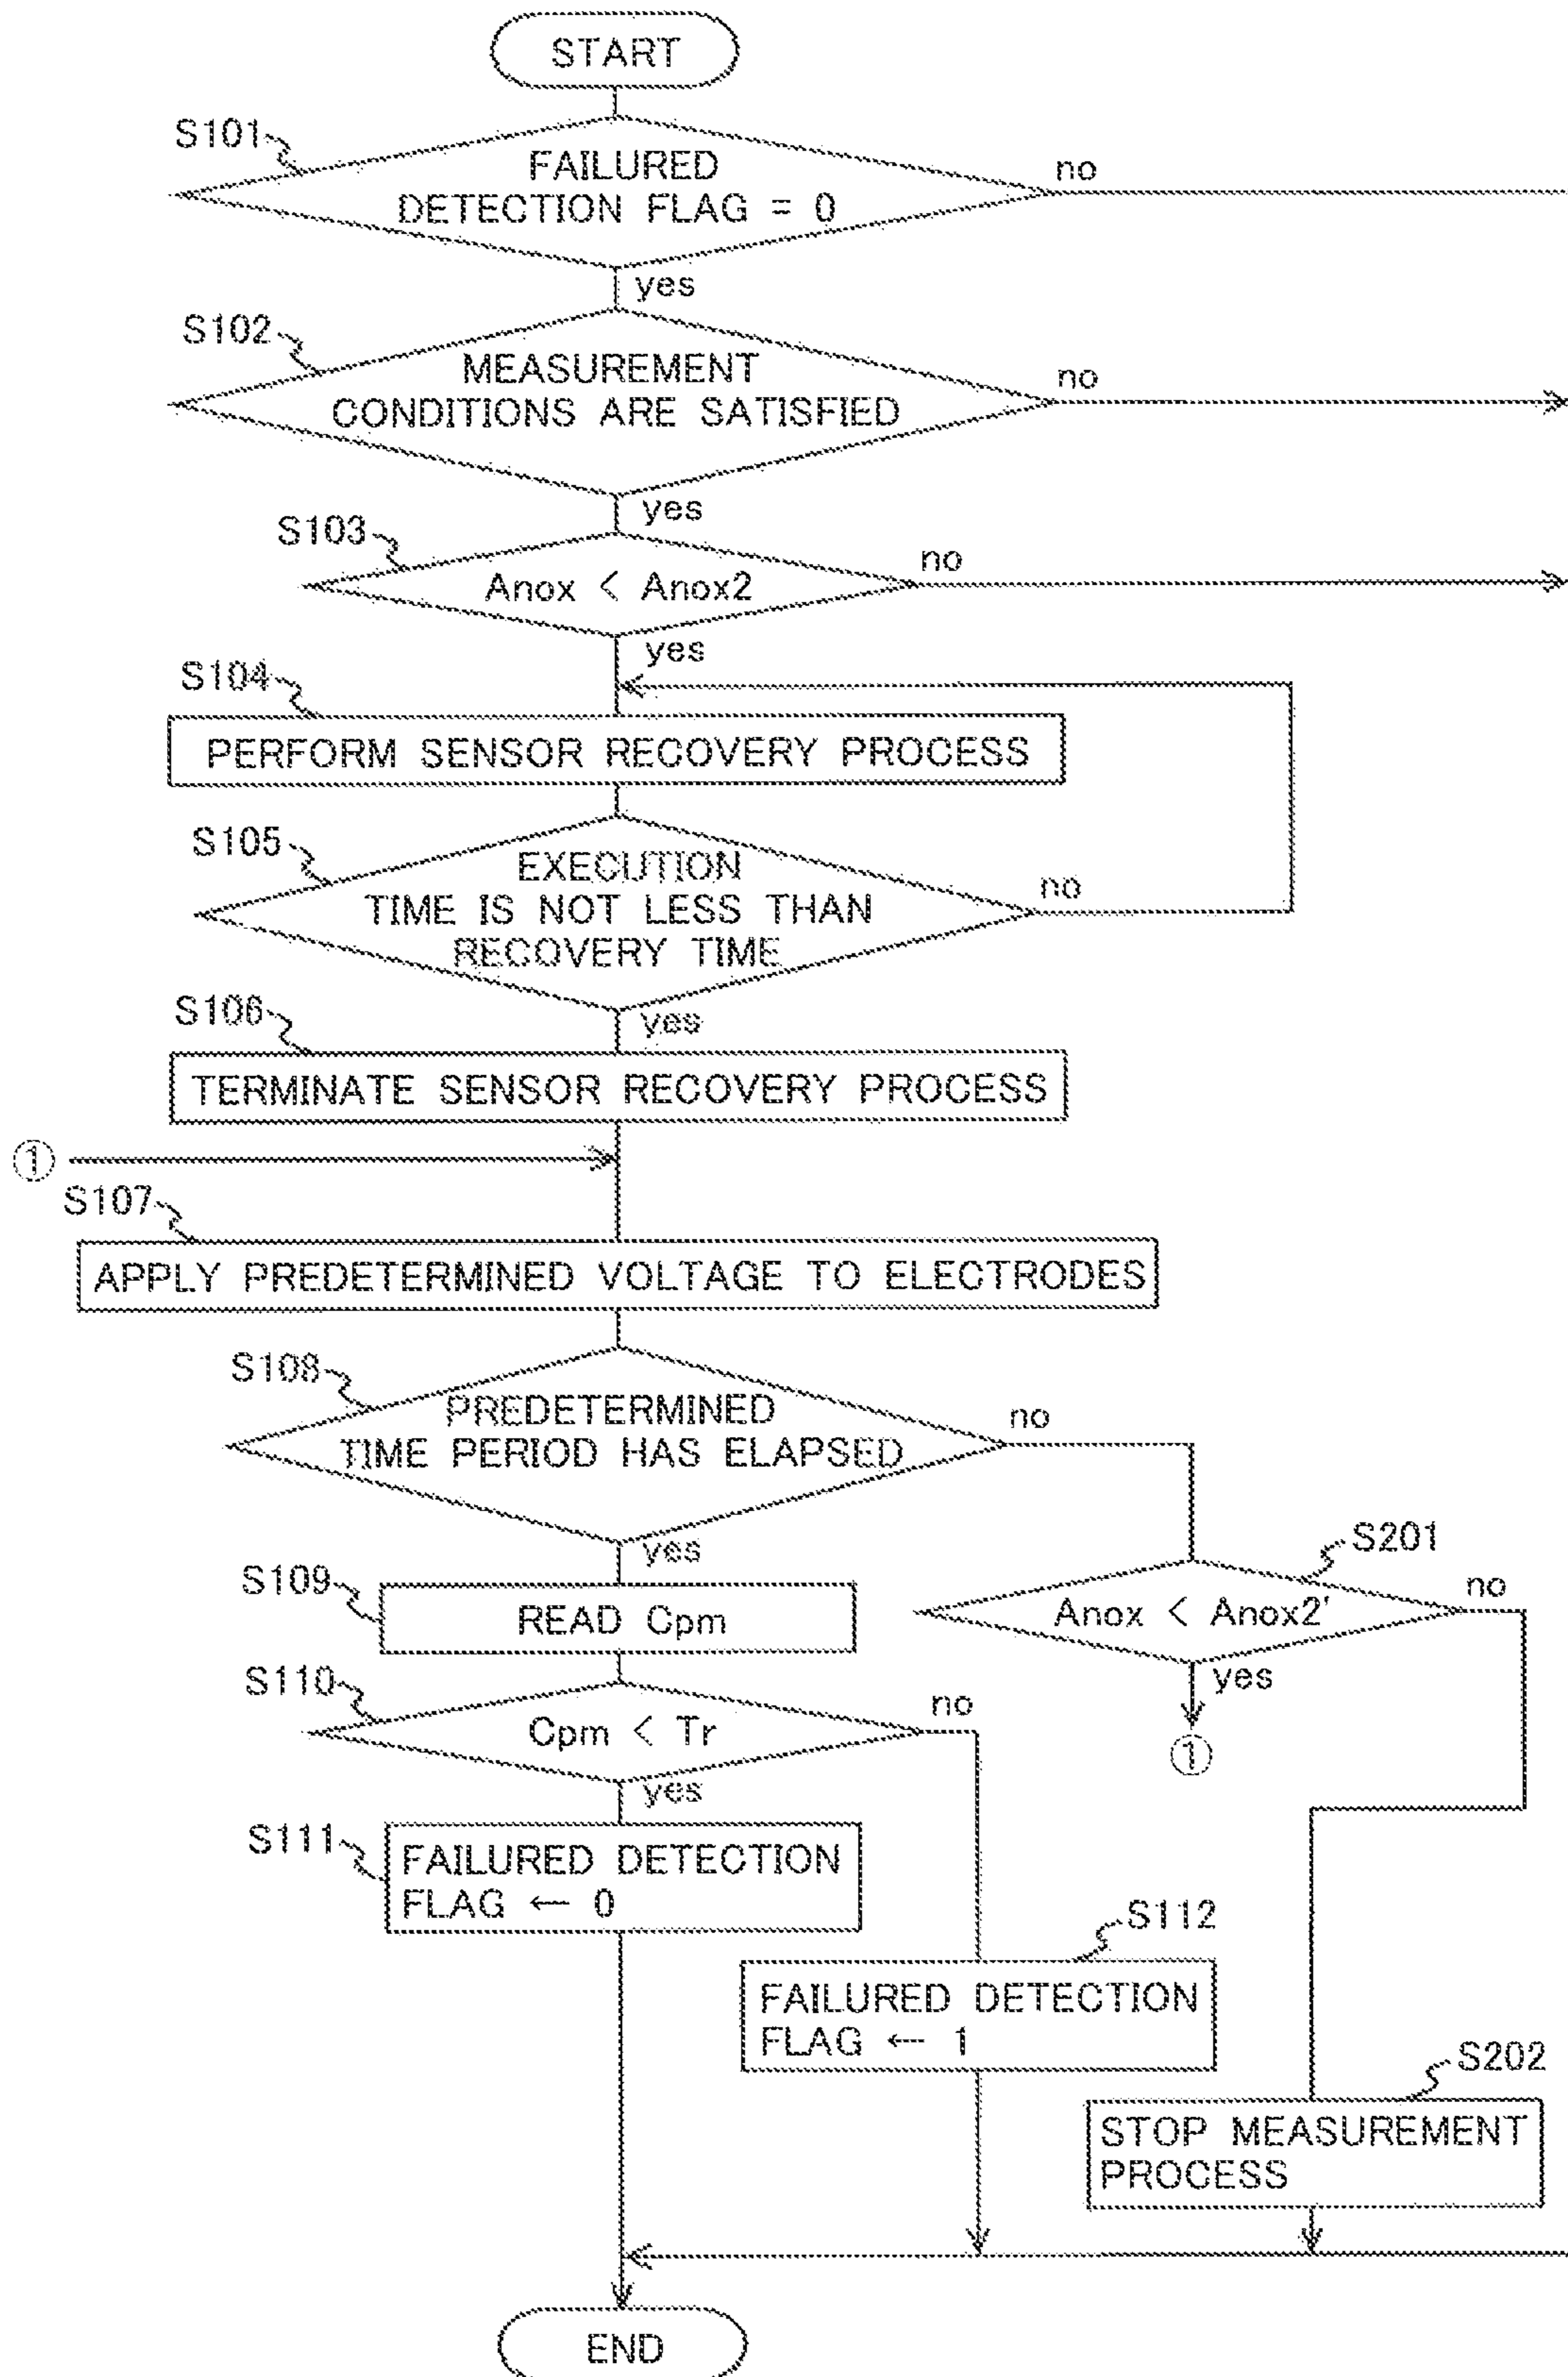 START
S101
FAILURED
DETECTION FLAG = 0
no
yes
S102
MEASUREMENT
CONDITIONS ARE SATISFIED
no
yes
S103
Anox < Anox2
no
yes
S104
PERFORM SENSOR RECOVERY PROCESS
S105
EXECUTION
TIME IS NOT LESS THAN
RECOVERY TIME
no
yes
S106
TERMINATE SENSOR RECOVERY PROCESS
①
S107
APPLY PREDETERMINED VOLTAGE TO ELECTRODES
S108
PREDETERMINED
TIME PERIOD HAS ELAPSED
no
yes
S201
Anox < Anox2'
no
yes
①
S109
READ Cpm
S110
Cpm < Tr
no
yes
S111
FAILURED DETECTION
FLAG ← 0
S112
FAILURED DETECTION
FLAG ← 1
S202
STOP MEASUREMENT
PROCESS
END